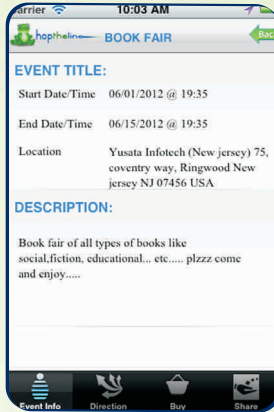 arrier 10:03 AM
hoptheline BOOK FAIR Bac
EVENT TITLE:
Start Date/Time 06/01/2012 @ 19:35
End Date/Time 06/15/2012 @ 19:35
Location Yusata Infotech (New jersey) 75,
coventry way, Ringwood New
jersey NJ 07456 USA
DESCRIPTION:
Book fair of all types of books like
social,fiction, educational... etc..... plzzz come
and enjoy.....
Event Info Direction Buy Share